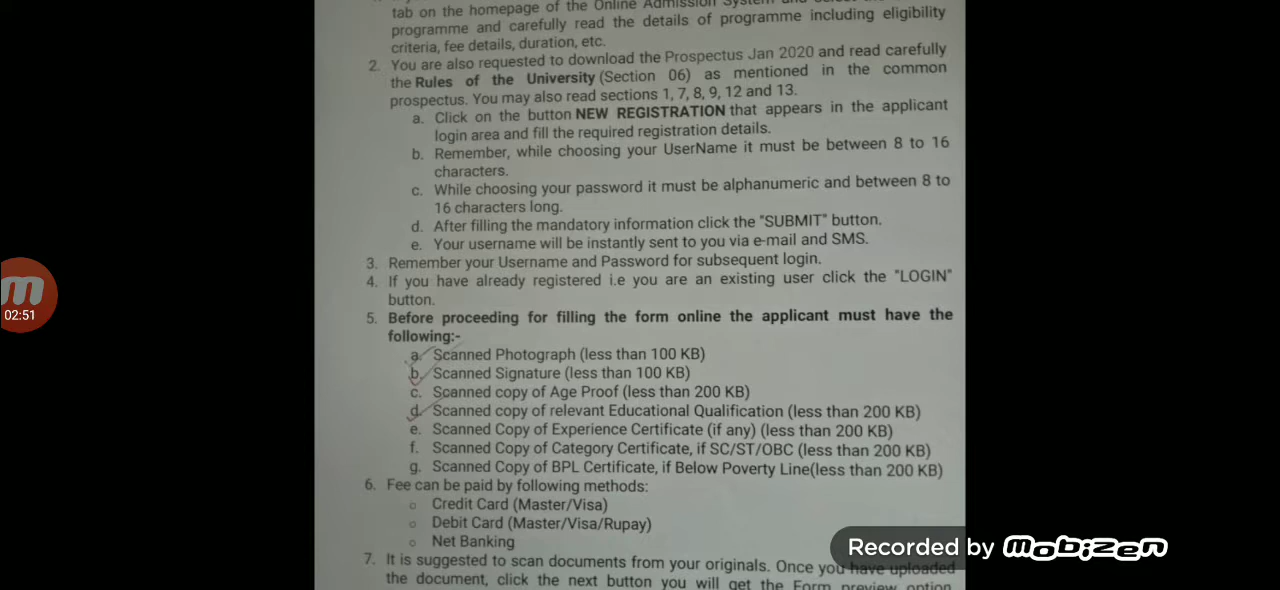 tab on the homepage of the Online Admission System and
programme and carefully read the details of programme including eligibility
criteria, fee details, duration, etc.
2. You are also requested to download the Prospectus Jan 2020 and read carefully
the Rules of the University (Section 06) as mentioned in the common
prospectus. You may also read sections 1, 7, 8, 9, 12 and 13.
a. Click on the button NEW REGISTRATION that appears in the applicant
login area and fill the required registration details.
b. Remember, while choosing your UserName it must be between 8 to 16
characters.
c. While choosing your password it must be alphanumeric and between 8 to
16 characters long.
d. After filling the mandatory information click the "SUBMIT" button.
e. Your username will be instantly sent to you via e-mail and SMS.
3. Remember your Username and Password for subsequent login.
4. If you have already registered i.e you are an existing user click the "LOGIN"
button.
5. Before proceeding for filling the form online the applicant must have the
following:-
a. Scanned Photograph (less than 100 KB)
b. Scanned Signature (less than 100 KB)
c. Scanned copy of Age Proof (less than 200 KB)
d. Scanned copy of relevant Educational Qualification (less than 200 KB)
e. Scanned Copy of Experience Certificate (if any) (less than 200 KB)
f. Scanned Copy of Category Certificate, if SC/ST/OBC (less than 200 KB)
g. Scanned Copy of BPL Certificate, if Below Poverty Line(less than 200 KB)
6. Fee can be paid by following methods:
o Credit Card (Master/Visa)
o Debit Card (Master/Visa/Rupay)
o Net Banking
7. It is suggested to scan documents from your originals. Once you have uploaded
the document, click the next button you will get the Form preview option
m
02:51
Recorded by mobizen